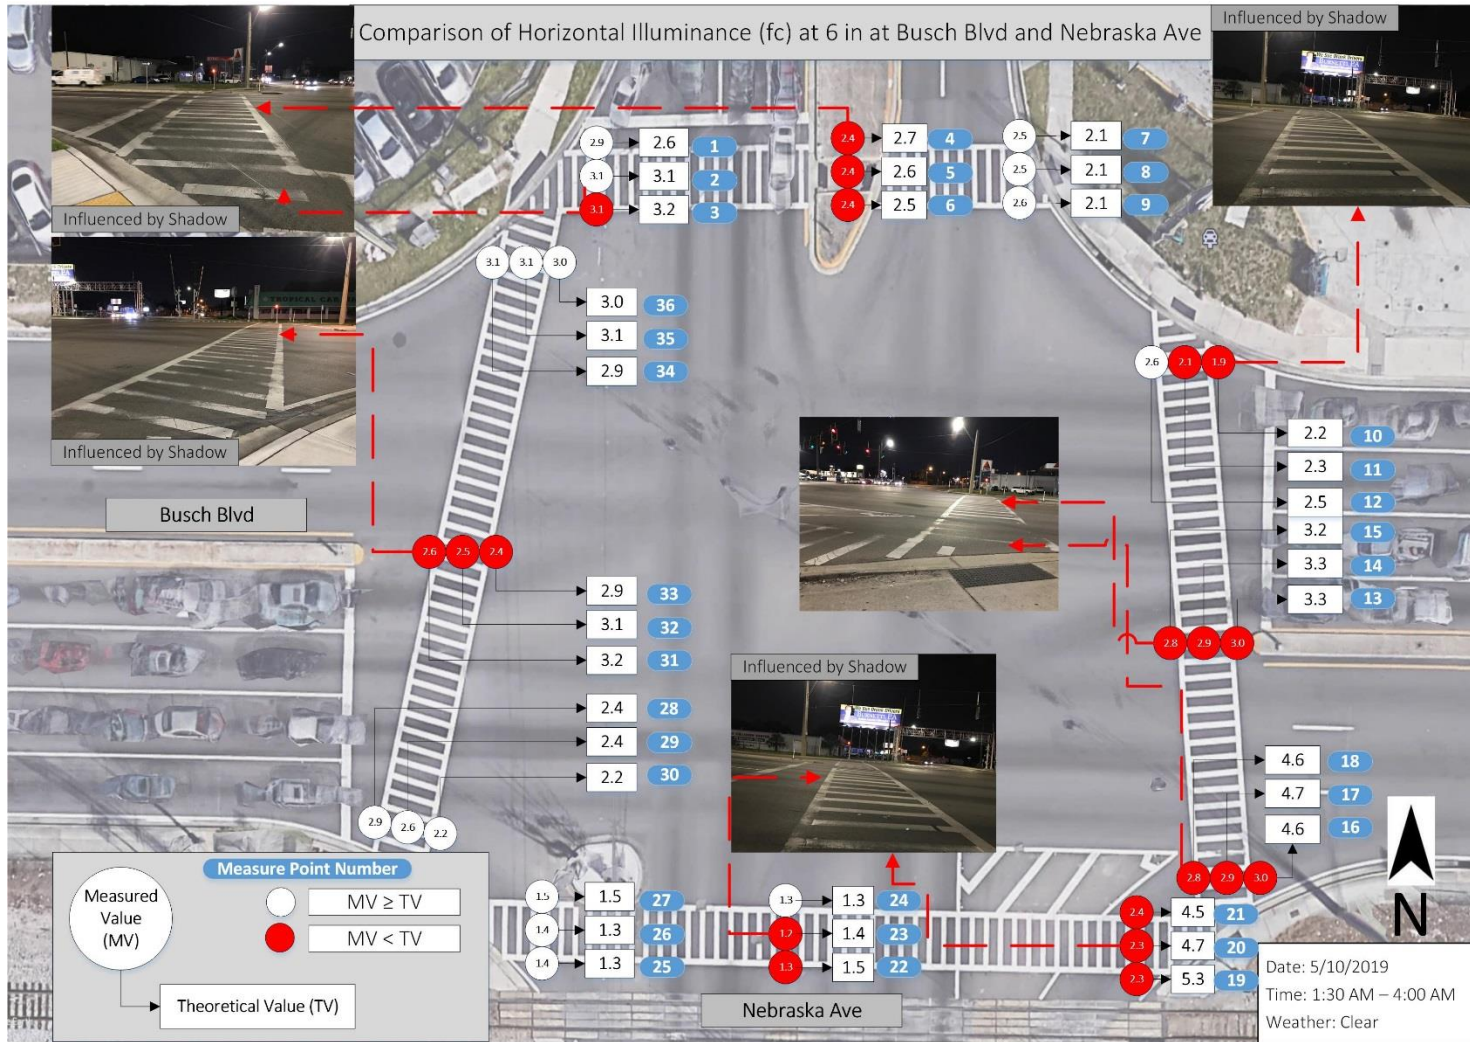 Comparison of Horizontal Illuminance (fc) at 6 in at Busch Blvd and Nebraska Ave
Influenced by Shadow
Influenced by Shadow
Influenced by Shadow
2.9 2.6 1
3.1 3.1 2
3.1 3.2 3
2.4 2.7 4
2.4 2.6 5
2.4 2.5 6
2.5 2.1 7
2.5 2.1 8
2.6 2.1 9
3.1 3.1 3.0
3.0 36
3.1 35
2.9 34
2.6 2.1 1.9
2.2 10
2.3 11
2.5 12
3.2 15
3.3 14
3.3 13
Busch Blvd
2.6 2.5 2.4
2.9 33
3.1 32
3.2 31
2.8 2.9 3.0
Influenced by Shadow
2.4 28
2.4 29
2.2 30
2.9 2.6 2.2
4.6 18
4.7 17
4.6 16
2.8 2.9 3.0
1.5 1.5 27
1.4 1.3 26
1.4 1.3 25
1.3 1.3 24
1.2 1.4 23
1.3 1.5 22
2.4 4.5 21
2.3 4.7 20
2.3 5.3 19
Measure Point Number
Measured
Value
(MV)
MV ≥ TV
MV < TV
Theoretical Value (TV)
Nebraska Ave
N
Date: 5/10/2019
Time: 1:30 AM – 4:00 AM
Weather: Clear